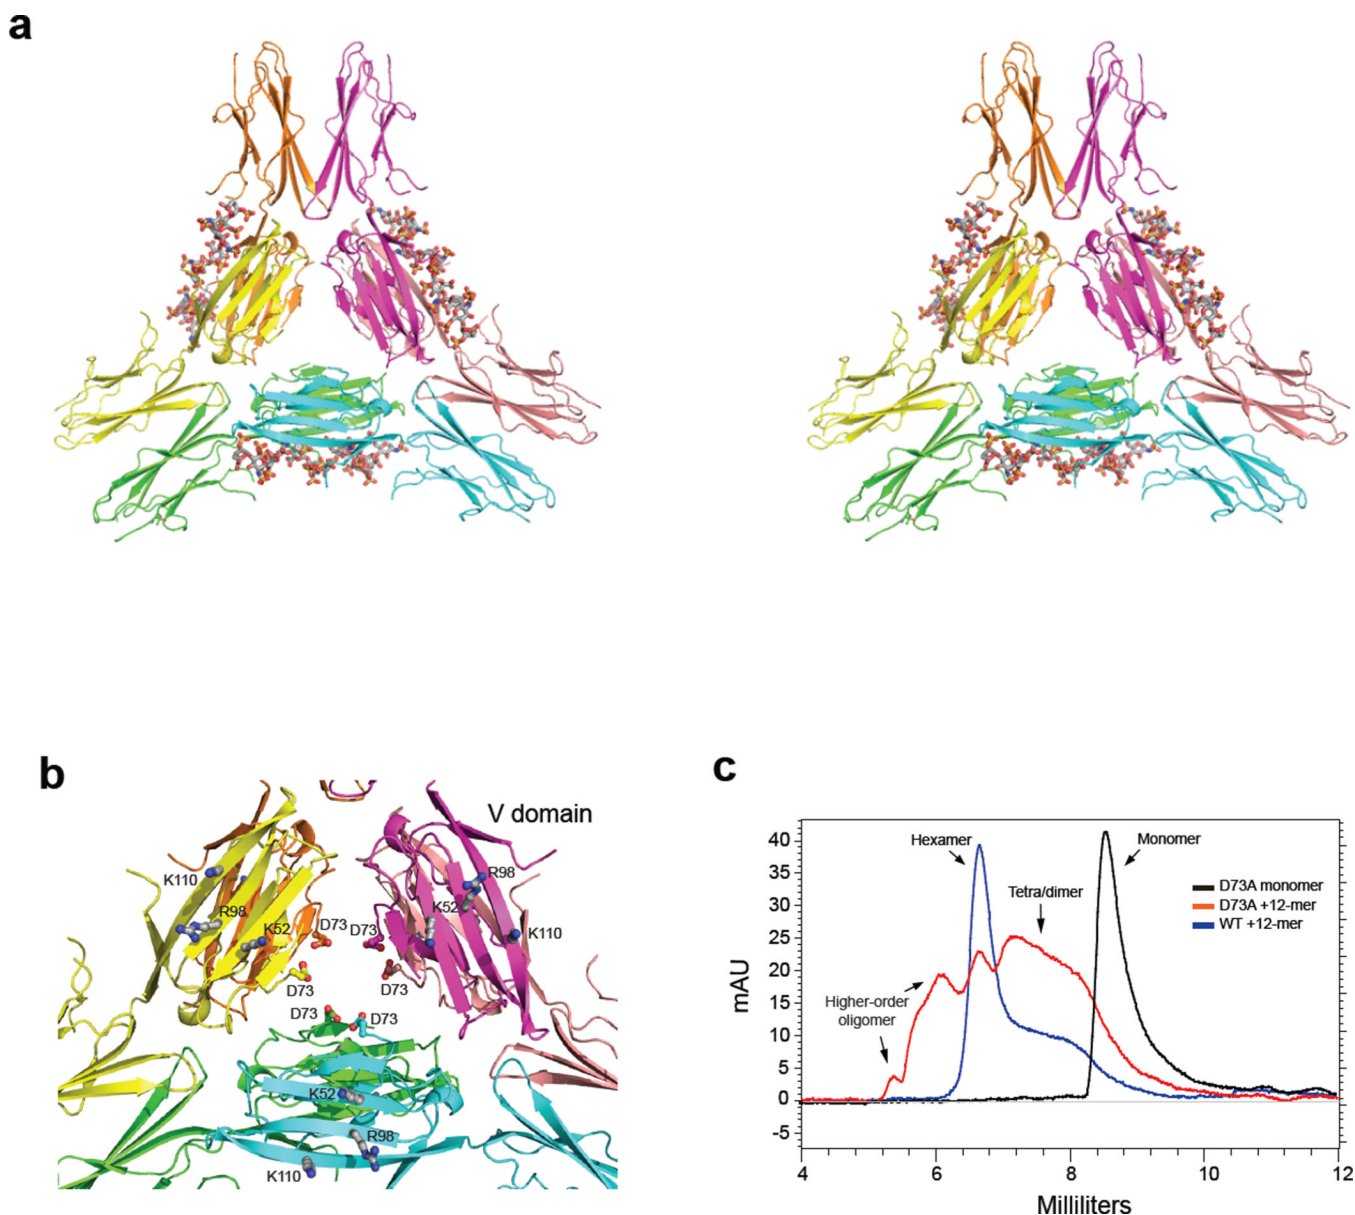 a
b
V domain
K110
R98
K52
D73
D73
R98
K52
K110
D73
D73
D73
D73
K52
R98
K110
c
mAU
40
35
30
25
20
15
10
5
0
-5
Hexamer
Monomer
Tetra/dimer
Higher-order
oligomer
D73A monomer
D73A +12-mer
WT +12-mer
4
6
8
10
12
Milliliters